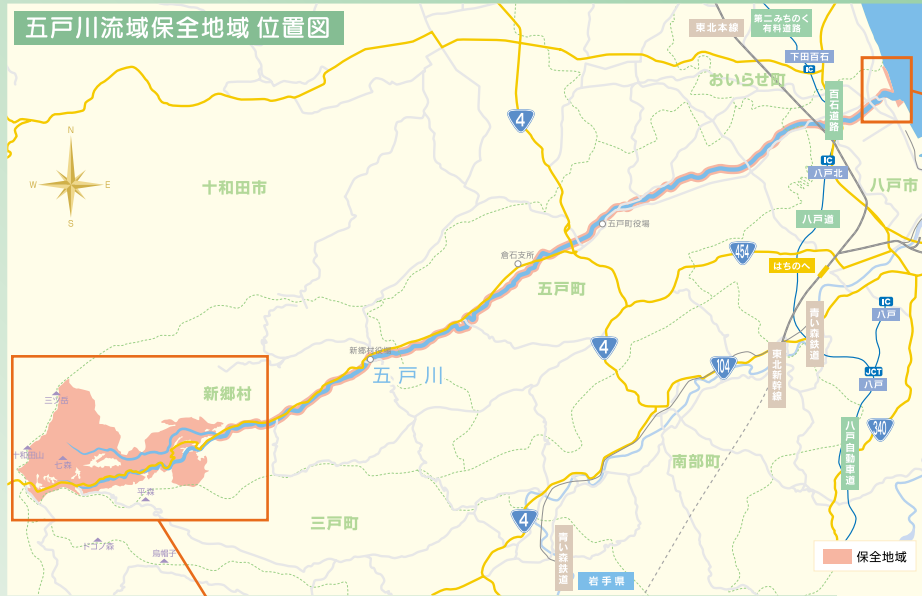 五戸川流域保全地域 位置図
東北本線
第二みちのく
有料道路
下田百石
IC
おいらせ町
百石道路
4
N
W
E
S
十和田市
IC
八戸北
八戸市
八戸道
五戸町役場
倉石支所
454
はちのへ
五戸町
IC
八戸
青い森鉄道
4
新郷村役場
104
東北新幹線
五戸川
JCT
八戸
新郷村
三ツ岳
340
八戸自動車道
十和田山
七森
南部町
平森
三戸町
4
ドコノ森
烏帽子
青い森鉄道
岩手県
保全地域